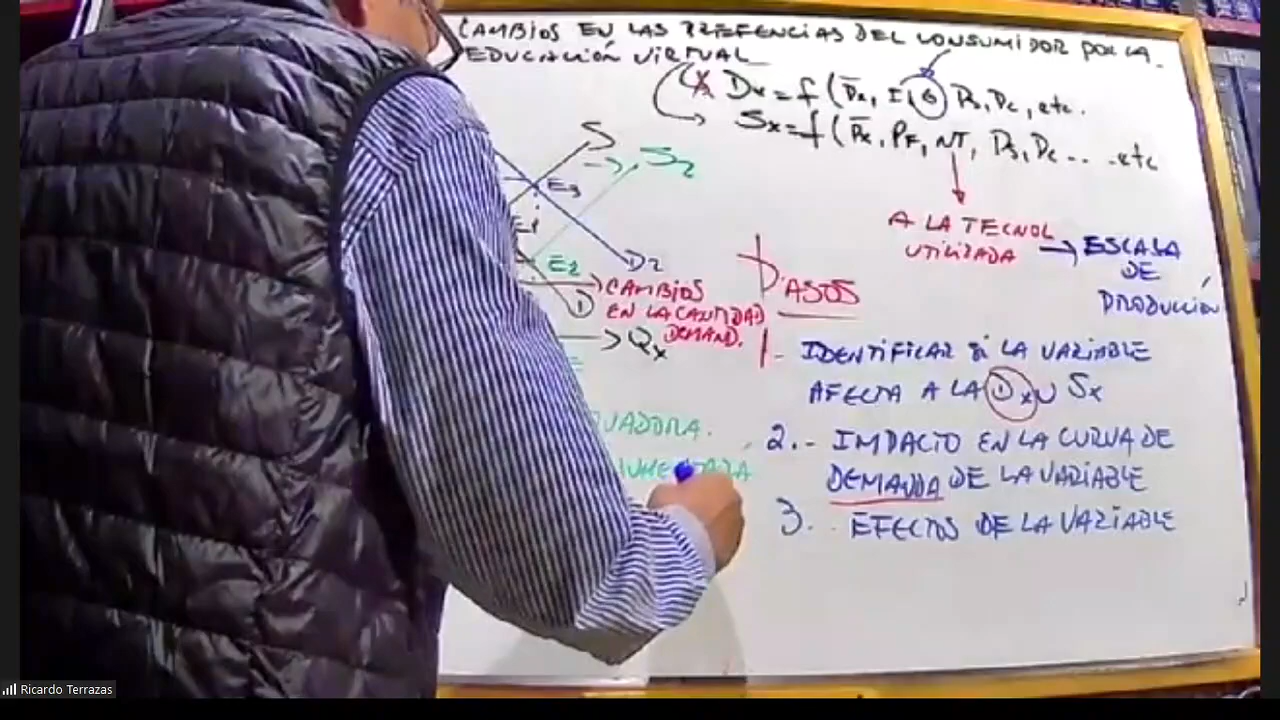 CAMBIOS EN LAS PREFENCIAS DEL CONSUMIDOR POR LA
EDUCACIÓN VIRTUAL
Dx = f (P̄x, I, G, Ps, Pc, etc.
Sx = f (P̄x, PF, NT, Ps, Pc... ...etc
A LA TECNOL
UTILIZADA → ESCALA
DE
PRODUCCIÓN
S
→ S2
E3
E1
E2
D2
D
→ CAMBIOS
EN LA CANTIDAD
DEMAND.
→ Qx
PASOS
1.- IDENTIFICAR SI LA VARIABLE
AFECTA A LA Dx U Sx
2.- IMPACTO EN LA CURVA DE
DEMANDA DE LA VARIABLE
3. .. EFECTOS DE LA VARIABLE
VADORA.
Ricardo Terrazas